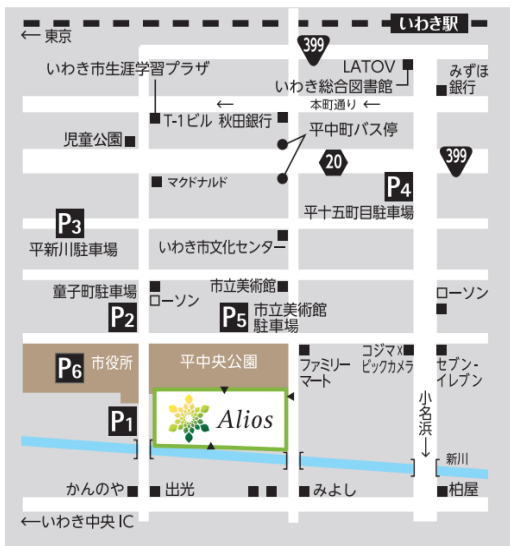 いわき駅
←東京
399
LATOV
いわき市生涯学習プラザ
いわき総合図書館
みずほ
銀行
←
本町通り ←
T-1ビル
秋田銀行
平中町バス停
児童公園
20
399
マクドナルド
P4
平十五町目駐車場
P3
平新川駐車場
いわき市文化センター
童子町駐車場
P2
ローソン
市立美術館
P5
市立美術館
駐車場
ローソン
P6
市役所
平中央公園
ファミリー
マート
コジマ×
ビックカメラ
セブン-
イレブン
P1
Alios
小名浜→
新川
かんのや
出光
みよし
柏屋
←いわき中央IC